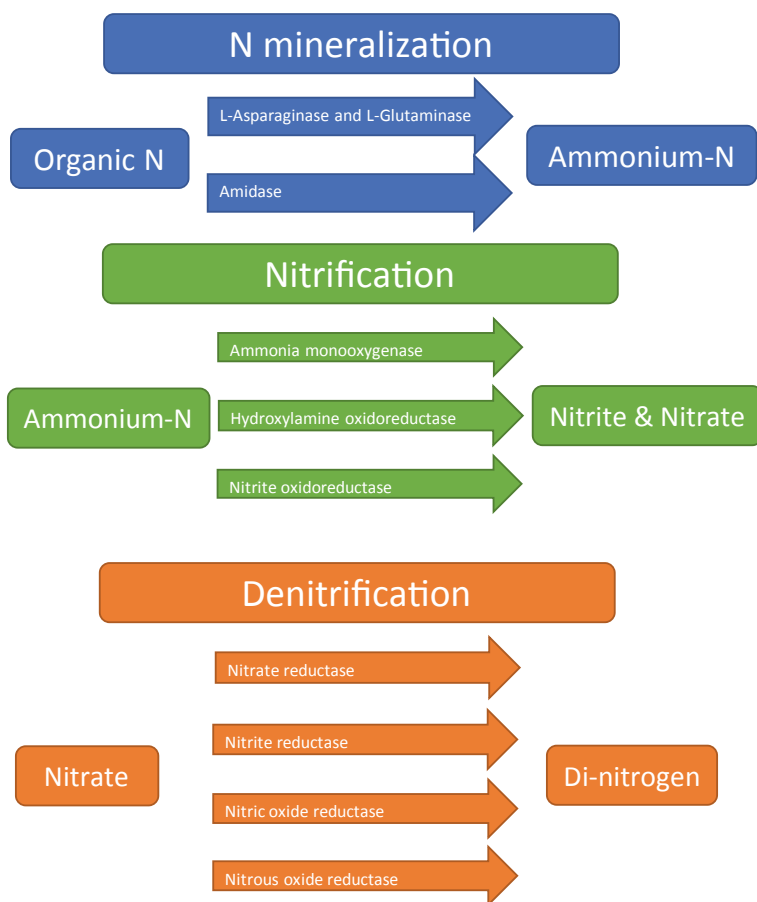 N mineralization
L-Asparaginase and L-Glutaminase
Organic N
Ammonium-N
Amidase
Nitrification
Ammonia monooxygenase
Ammonium-N
Hydroxylamine oxidoreductase
Nitrite & Nitrate
Nitrite oxidoreductase
Denitrification
Nitrate reductase
Nitrite reductase
Nitrate
Di-nitrogen
Nitric oxide reductase
Nitrous oxide reductase